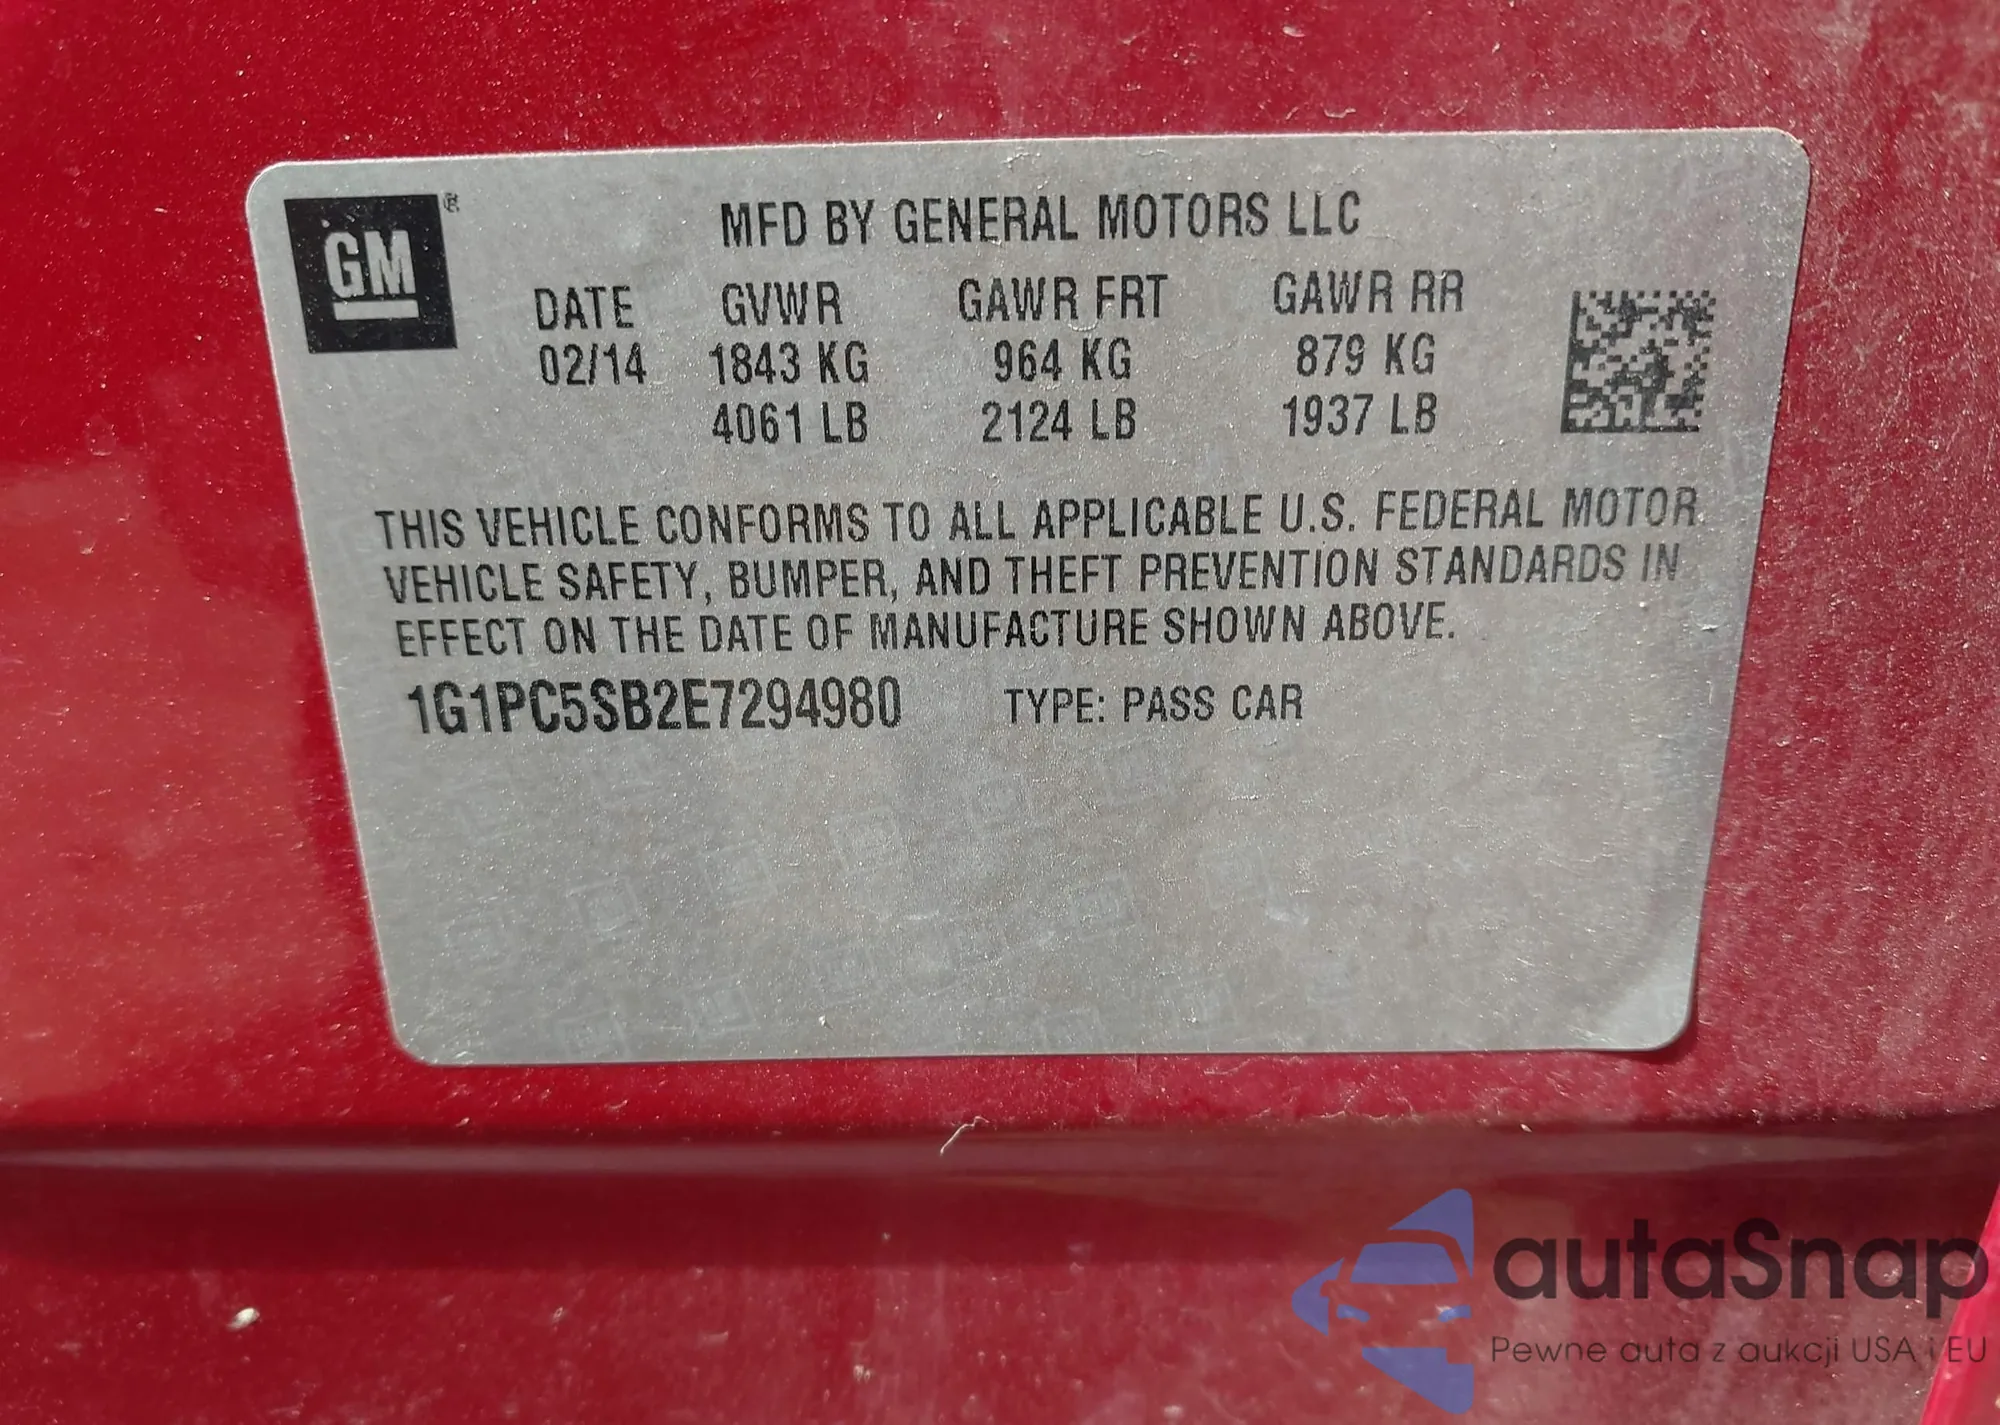 GM ®
MFD BY GENERAL MOTORS LLC
DATE GVWR GAWR FRT GAWR RR
02/14 1843 KG 964 KG 879 KG
4061 LB 2124 LB 1937 LB
THIS VEHICLE CONFORMS TO ALL APPLICABLE U.S. FEDERAL MOTOR
VEHICLE SAFETY, BUMPER, AND THEFT PREVENTION STANDARDS IN
EFFECT ON THE DATE OF MANUFACTURE SHOWN ABOVE.
1G1PC5SB2E7294980 TYPE: PASS CAR
autaSnap
Pewne auta z aukcji USA i EU